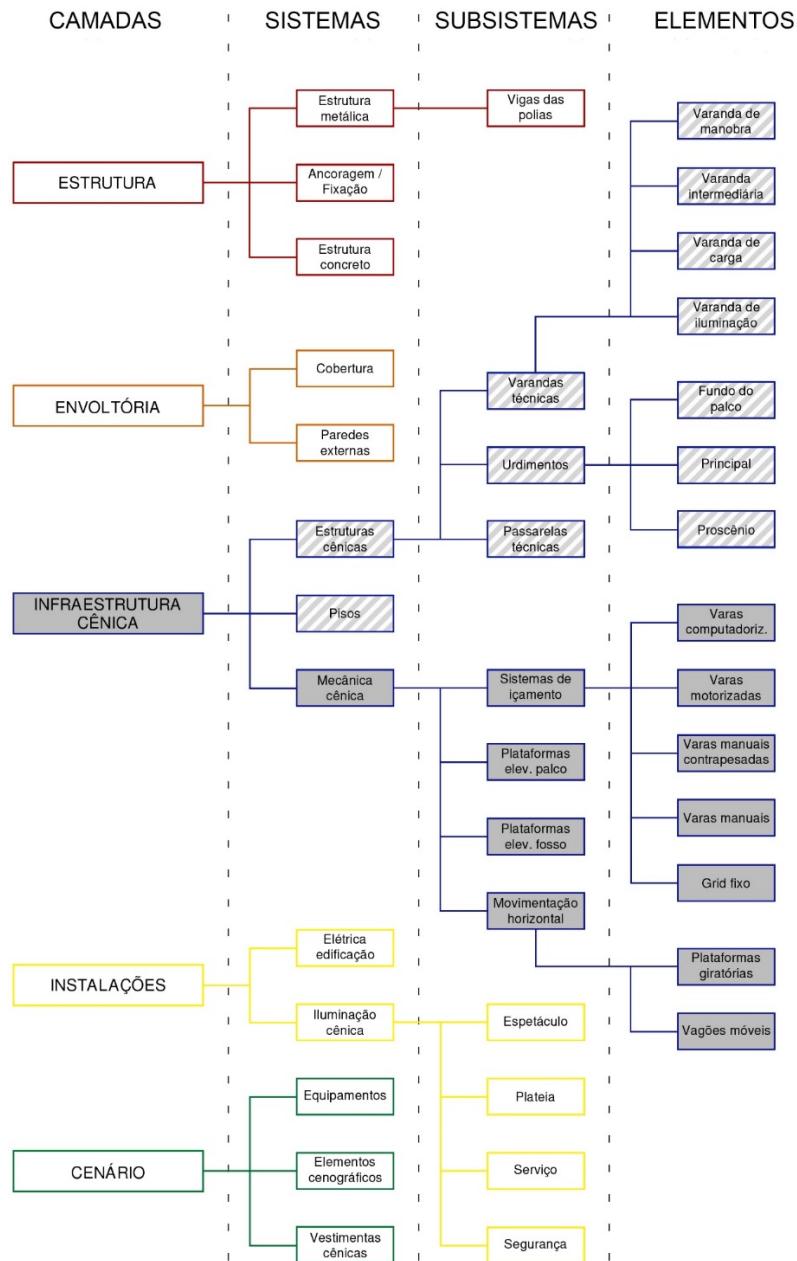 CAMADAS
SISTEMAS
SUBSISTEMAS
ELEMENTOS
ESTRUTURA
Estrutura
metálica
Vigas das
polias
Ancoragem /
Fixação
Estrutura
concreto
ENVOLTÓRIA
Cobertura
Paredes
externas
INFRAESTRUTURA
CÊNICA
Estruturas
cênicas
Varandas
técnicas
Varanda de
manobra
Varanda
intermediária
Varanda de
carga
Varanda de
iluminação
Urdimentos
Fundo do
palco
Principal
Proscênio
Passarelas
técnicas
Pisos
Mecânica
cênica
Sistemas de
içamento
Varas
computadoriz.
Varas
motorizadas
Varas manuais
contrapesadas
Varas manuais
Grid fixo
Plataformas
elev. palco
Plataformas
elev. fosso
Movimentação
horizontal
Plataformas
giratórias
Vagões móveis
INSTALAÇÕES
Elétrica
edificação
Iluminação
cênica
Espetáculo
Plateia
Serviço
Segurança
CENÁRIO
Equipamentos
Elementos
cenográficos
Vestimentas
cênicas